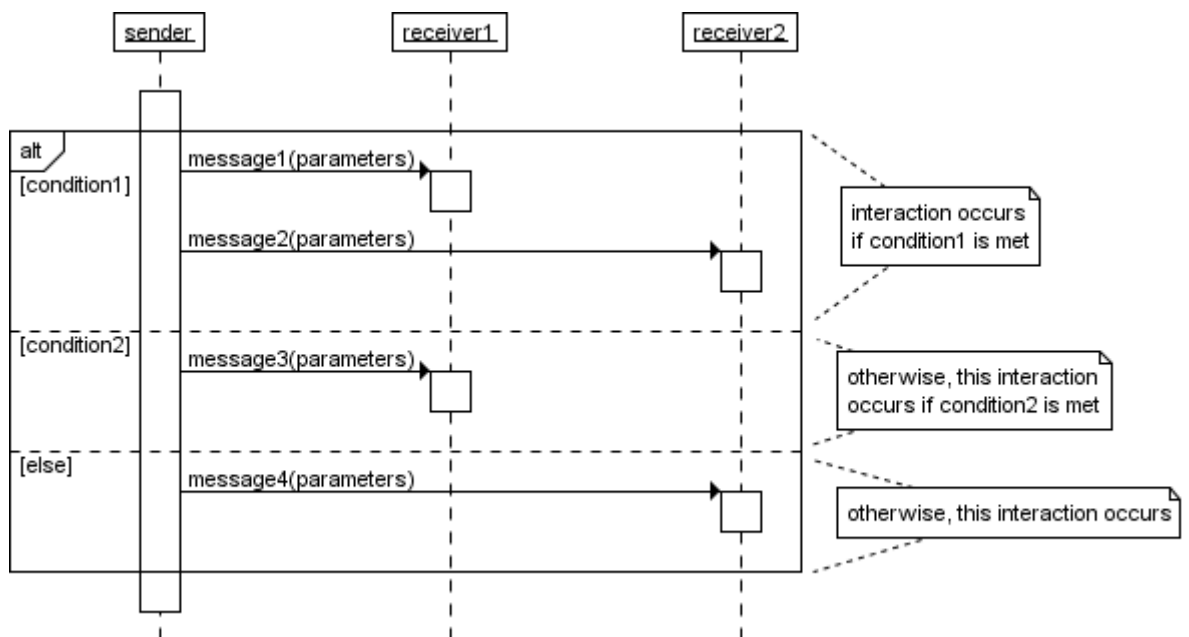 sender
receiver1
receiver2
alt
[condition1]
message1(parameters)
message2(parameters)
interaction occurs
if condition1 is met
[condition2]
message3(parameters)
otherwise, this interaction
occurs if condition2 is met
[else]
message4(parameters)
otherwise, this interaction occurs